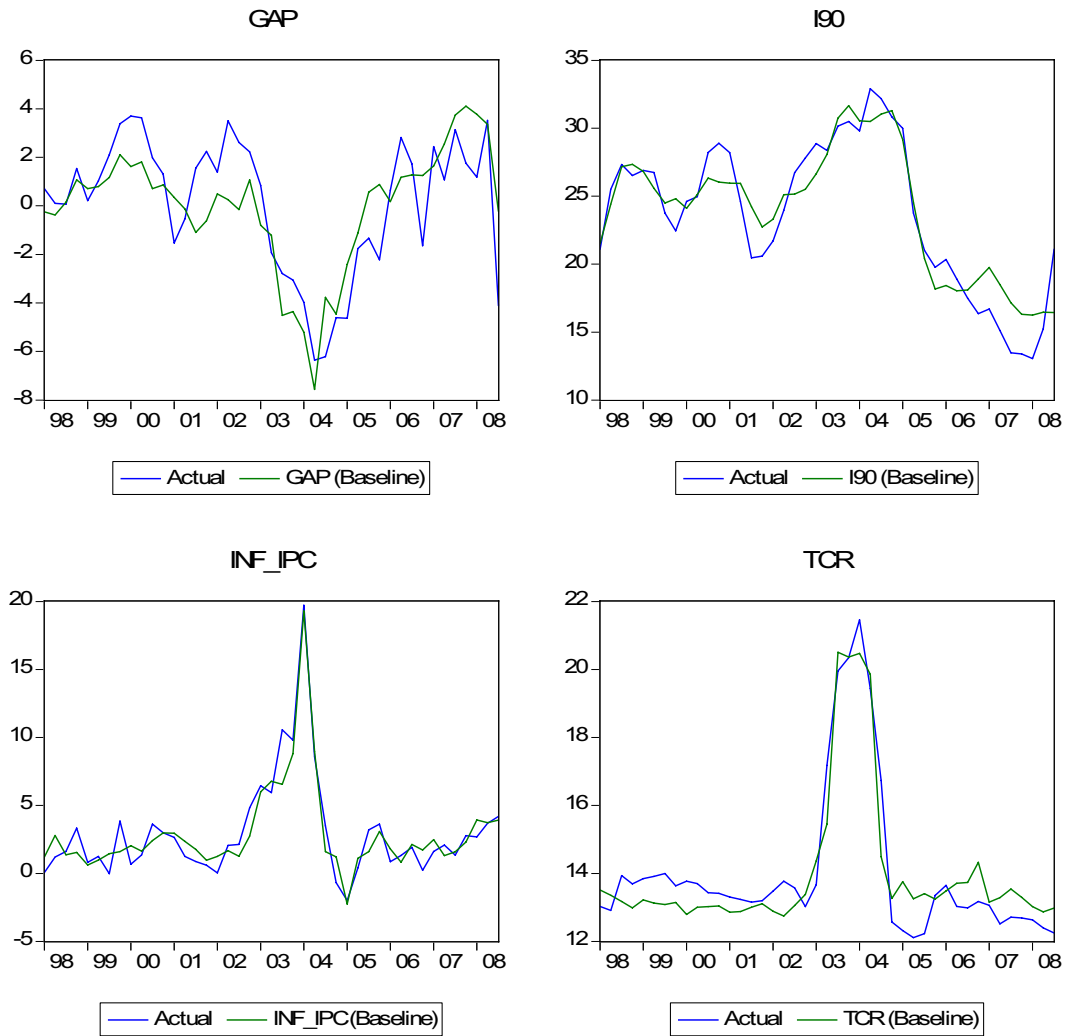 GAP
6
4
2
0
-2
-4
-6
-8
98 99 00 01 02 03 04 05 06 07 08
Actual GAP (Baseline)
I90
35
30
25
20
15
10
98 99 00 01 02 03 04 05 06 07 08
Actual I90 (Baseline)
INF_IPC
20
15
10
5
0
-5
98 99 00 01 02 03 04 05 06 07 08
Actual INF_IPC (Baseline)
TCR
22
20
18
16
14
12
98 99 00 01 02 03 04 05 06 07 08
Actual TCR (Baseline)